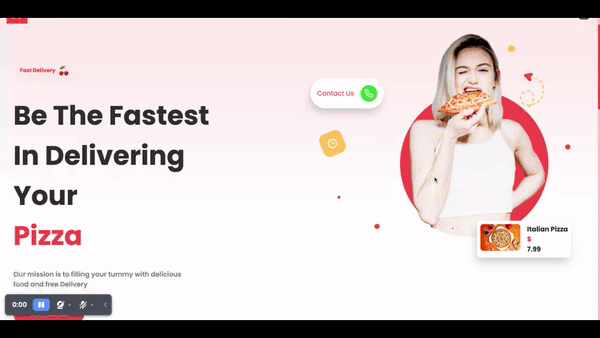 Fast Delivery
Contact Us
Be The Fastest
In Delivering
Your
Pizza
Italian Pizza
$
7.99
Our mission is to filling your tummy with delicious
food and free Delivery
0:00